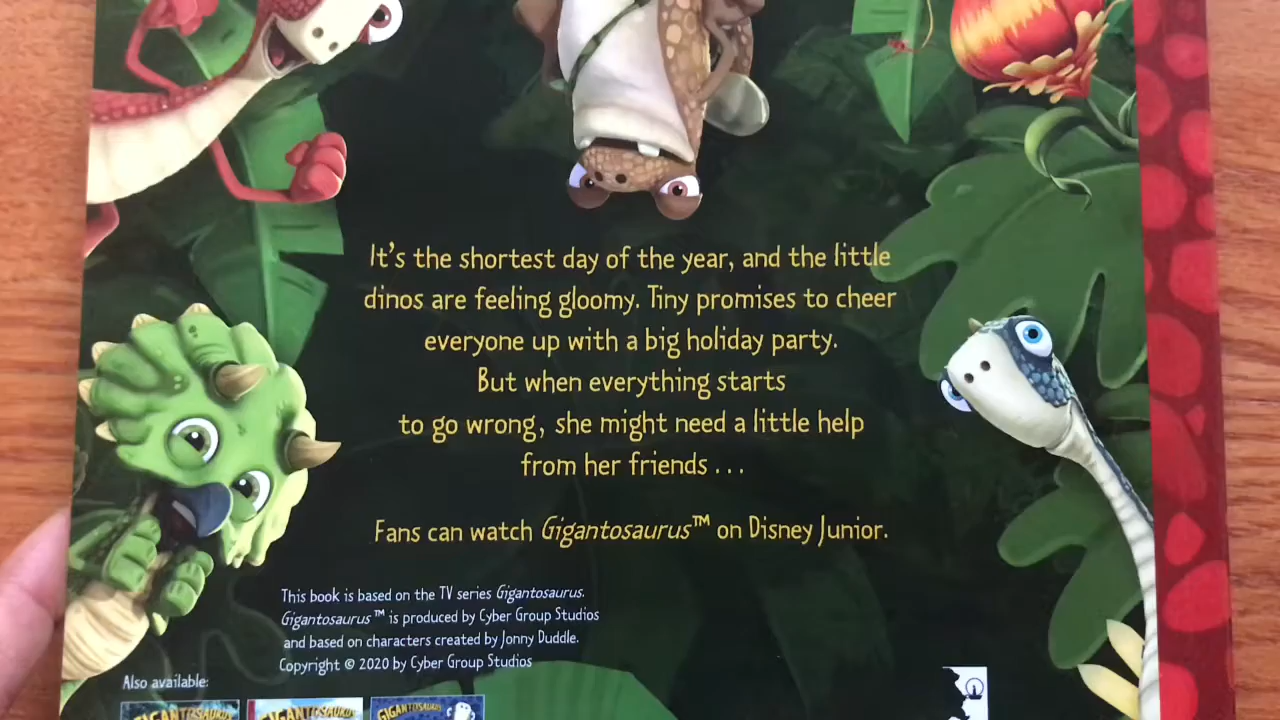 It's the shortest day of the year, and the little
dinos are feeling gloomy. Tiny promises to cheer
everyone up with a big holiday party.
But when everything starts
to go wrong, she might need a little help
from her friends . . .
Fans can watch Gigantosaurus™ on Disney Junior.
This book is based on the TV series Gigantosaurus.
Gigantosaurus™ is produced by Cyber Group Studios
and based on characters created by Jonny Duddle.
Copyright © 2020 by Cyber Group Studios
Also available:
GIGANTOSAURUS GIGANTOSAURUS GIGANTOSAURUS